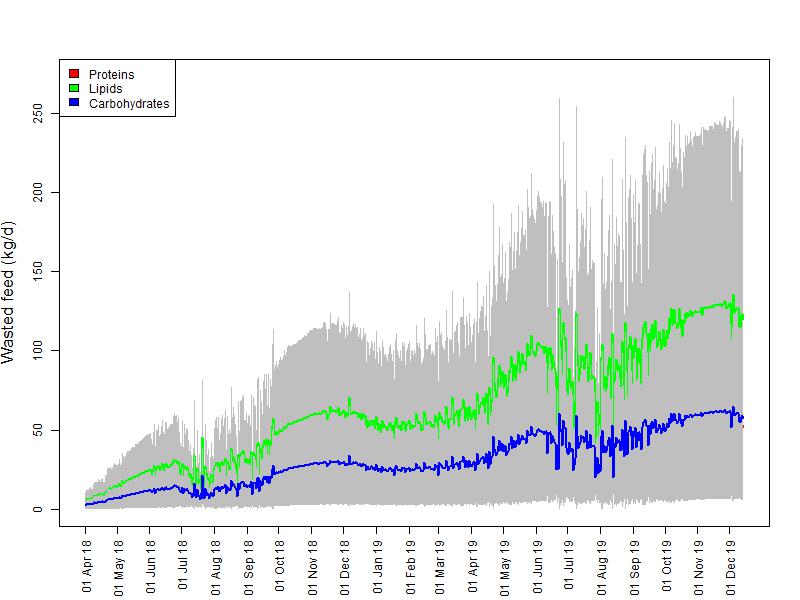 Proteins
Lipids
Carbohydrates
Wasted feed (kg/d)
250
200
150
100
50
0
01 Apr 18
01 May 18
01 Jun 18
01 Jul 18
01 Aug 18
01 Sep 18
01 Oct 18
01 Nov 18
01 Dec 18
01 Jan 19
01 Feb 19
01 Mar 19
01 Apr 19
01 May 19
01 Jun 19
01 Jul 19
01 Aug 19
01 Sep 19
01 Oct 19
01 Nov 19
01 Dec 19